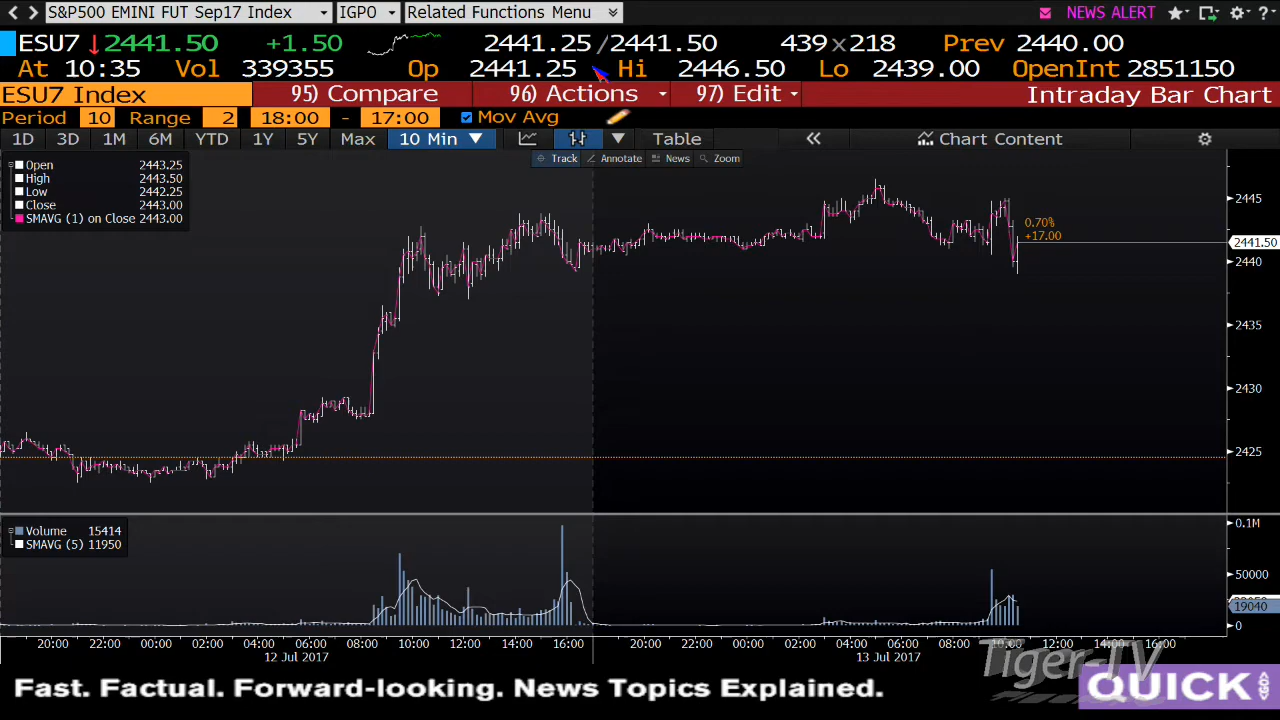 S&P500 EMINI FUT Sep17 Index IGPO Related Functions Menu NEWS ALERT
ESU7 ↓2441.50 +1.50 2441.25/2441.50 439x218 Prev 2440.00
At 10:35 Vol 339355 Op 2441.25 Hi 2446.50 Lo 2439.00 OpenInt 2851150
ESU7 Index 95) Compare 96) Actions 97) Edit Intraday Bar Chart
Period 10 Range 2 18:00 - 17:00 Mov Avg
1D 3D 1M 6M YTD 1Y 5Y Max 10 Min Table « Chart Content
Track Annotate News Zoom
Open 2443.25
High 2443.50
Low 2442.25
Close 2443.00
SMAVG (1) on Close 2443.00
0.70%
+17.00
2445
2441.50
2440
2435
2430
2425
Volume 15414
SMAVG (5) 11950
0.1M
50000
19040
0
20:00 22:00 00:00 02:00 04:00 06:00 08:00 10:00 12:00 14:00 16:00 20:00 22:00 00:00 02:00 04:00 06:00 08:00 10:00 12:00 14:00 16:00
12 Jul 2017 13 Jul 2017
Tiger-TV
Fast. Factual. Forward-looking. News Topics Explained. QUICK